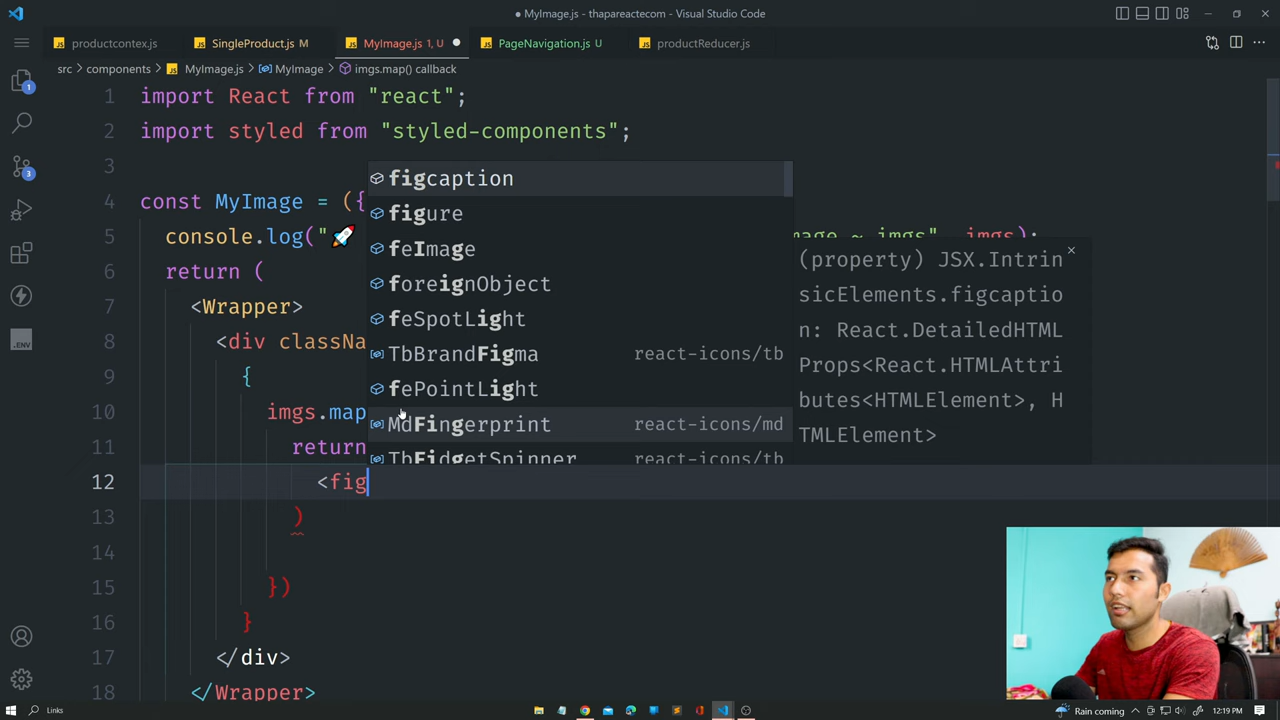 MyImage.js - thapareactecom - Visual Studio Code
productcontex.js
SingleProduct.js M
MyImage.js 1, U
PageNavigation.js U
productReducer.js
src > components > MyImage.js > MyImage > imgs.map() callback
1 import React from "react";
2 import styled from "styled-components";
3
4 const MyImage = ({
5 console.log("🚀 mage ~ imgs", imgs);
6 return (
7 <Wrapper>
8 <div classNa
9 {
10 imgs.map
11 return
12 <fig
13 )
14
15 })
16 }
17 </div>
18 </Wrapper>
figcaption
figure
feImage
foreignObject
feSpotLight
TbBrandFigma react-icons/tb
fePointLight
MdFingerprint react-icons/md
TbFidgetSpinner react-icons/tb
(property) JSX.Intrin
sicElements.figcaptio
n: React.DetailedHTML
Props<React.HTMLAttri
butes<HTMLElement>, H
TMLElement>
1
3
.ENV
Links
Rain coming
12:19 PM